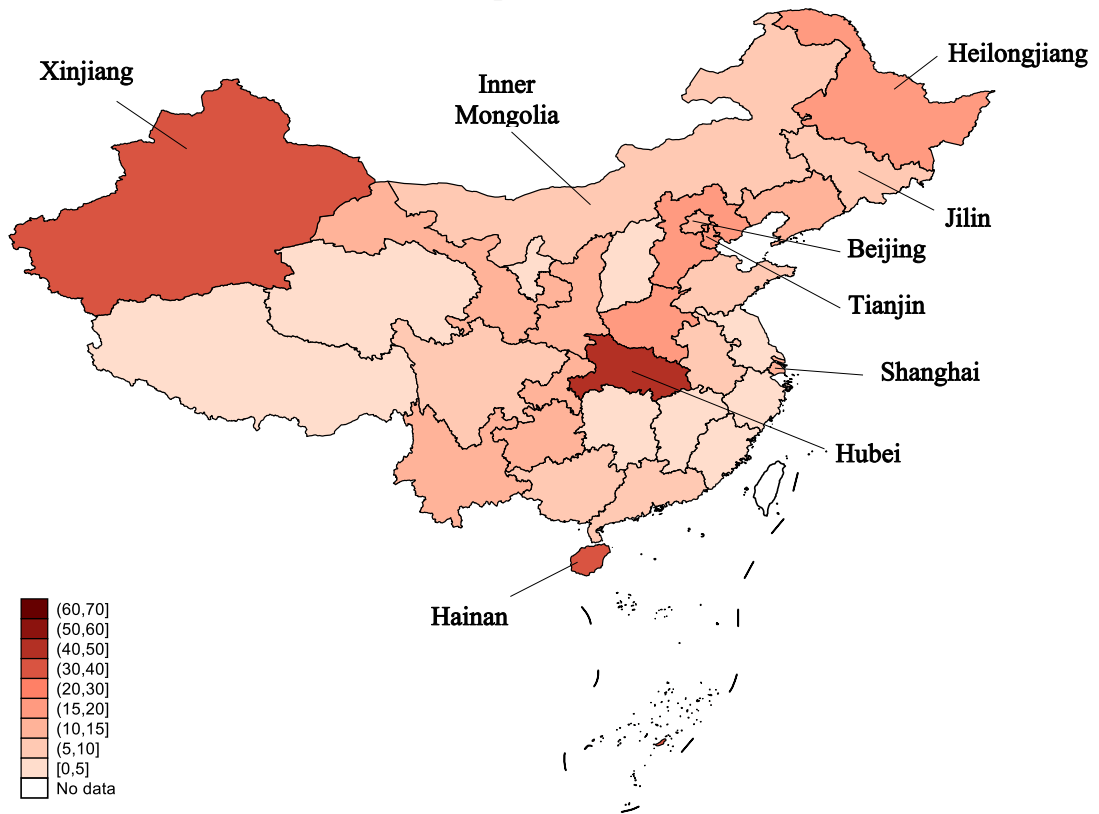 Heilongjiang
Xinjiang
Inner
Mongolia
Jilin
Beijing
Tianjin
Shanghai
Hubei
Hainan
(60,70]
(50,60]
(40,50]
(30,40]
(20,30]
(15,20]
(10,15]
(5,10]
[0,5]
No data